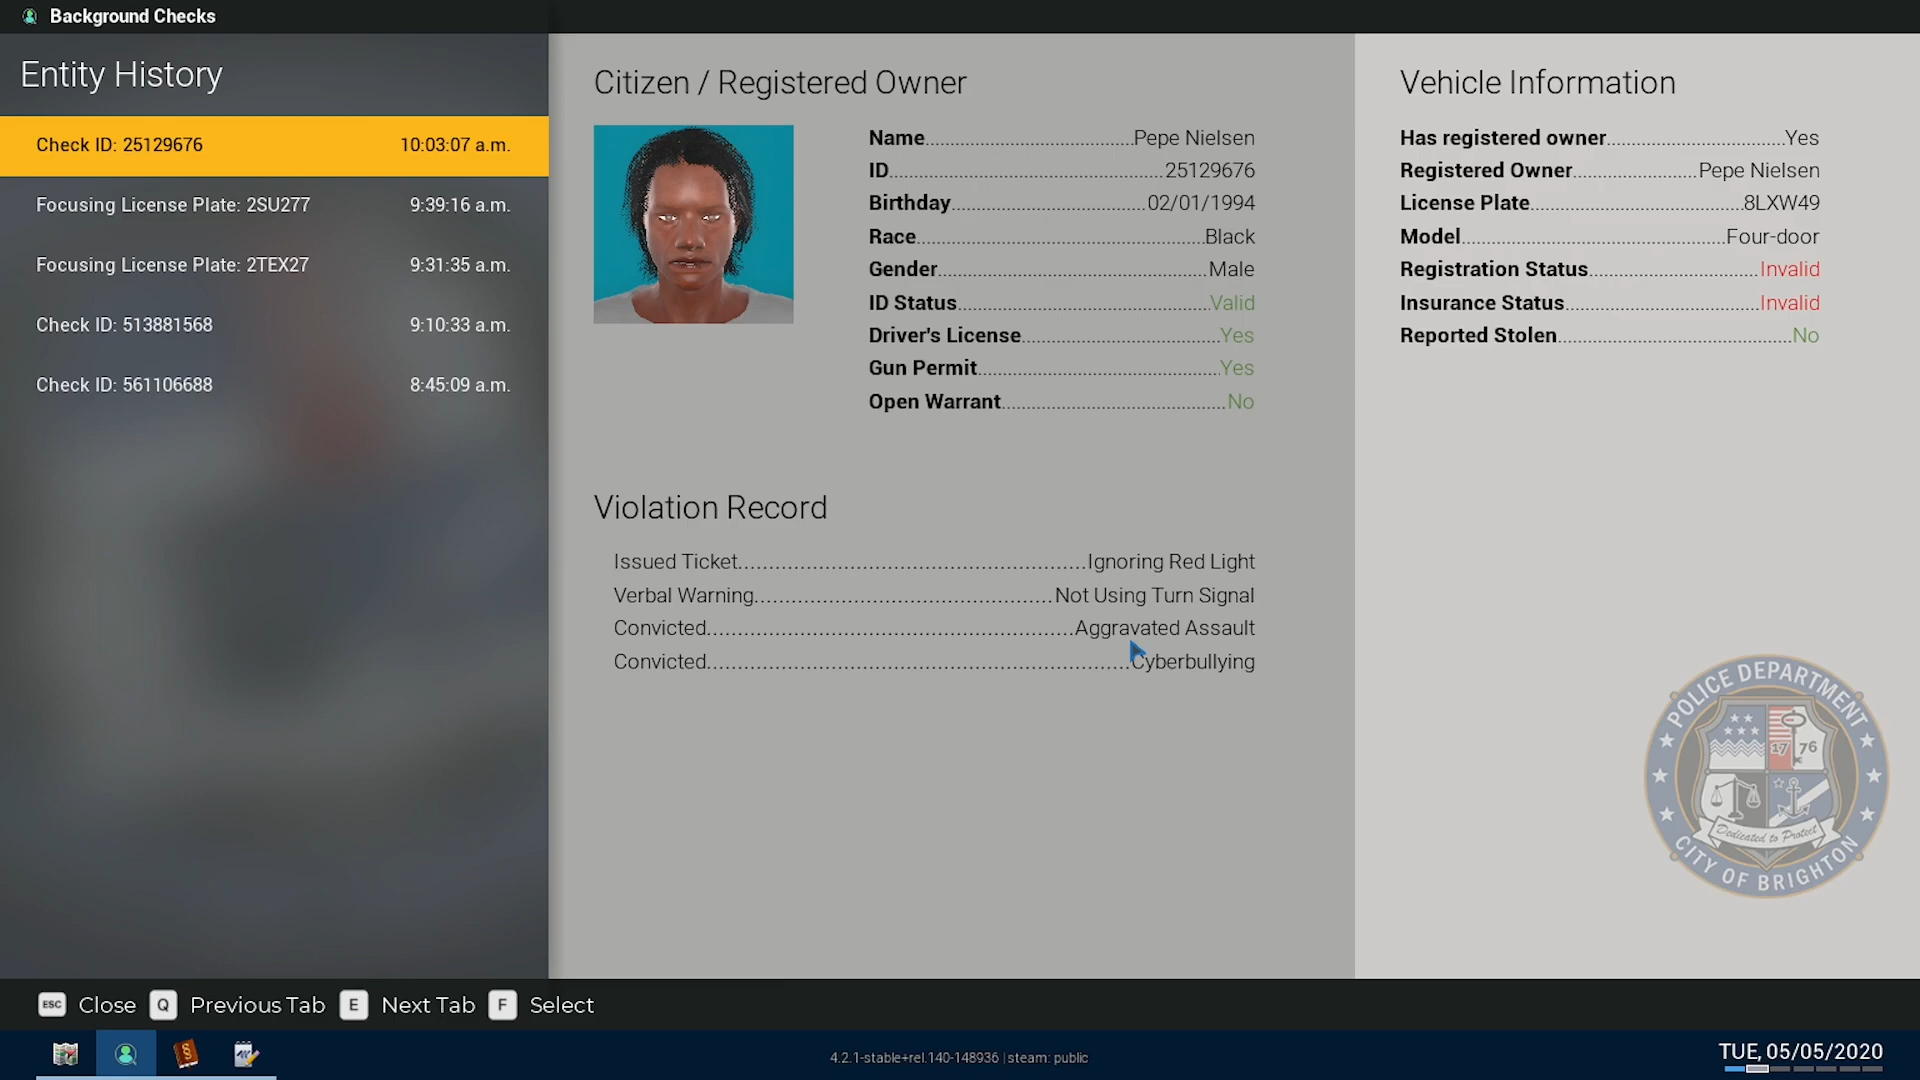 Background Checks
Entity History
Check ID: 25129676 10:03:07 a.m.
Focusing License Plate: 2SU277 9:39:16 a.m.
Focusing License Plate: 2TEX27 9:31:35 a.m.
Check ID: 513881568 9:10:33 a.m.
Check ID: 561106688 8:45:09 a.m.
Citizen / Registered Owner
Name Pepe Nielsen
ID 25129676
Birthday 02/01/1994
Race Black
Gender Male
ID Status Valid
Driver's License Yes
Gun Permit Yes
Open Warrant No
Violation Record
Issued Ticket Ignoring Red Light
Verbal Warning Not Using Turn Signal
Convicted Aggravated Assault
Convicted Cyberbullying
Vehicle Information
Has registered owner Yes
Registered Owner Pepe Nielsen
License Plate 8LXW49
Model Four-door
Registration Status Invalid
Insurance Status Invalid
Reported Stolen No
POLICE DEPARTMENT
17 76
Dedicated to Protect
CITY OF BRIGHTON
ESC Close Q Previous Tab E Next Tab F Select
4.2.1-stable+rel.140-148936 | steam: public
TUE, 05/05/2020